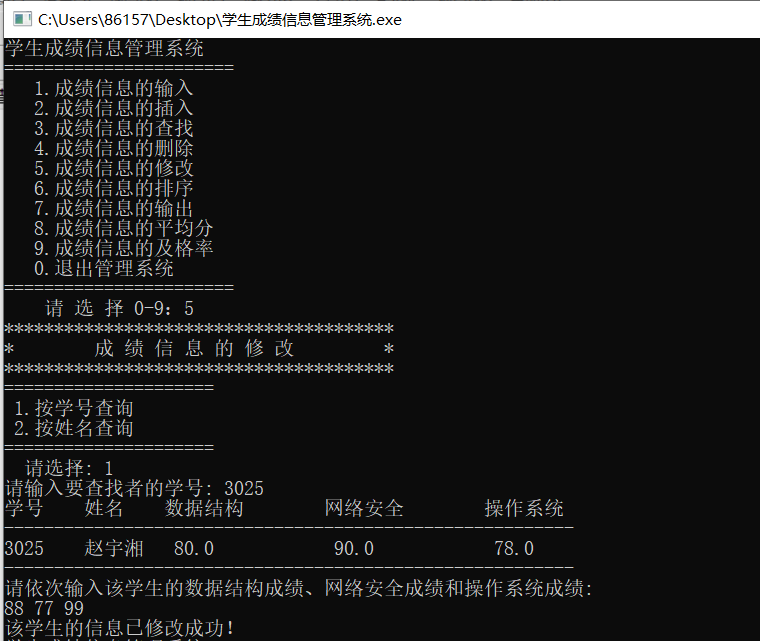 C:\Users\86157\Desktop\学生成绩信息管理系统.exe
学生成绩信息管理系统
=======================
1.成绩信息的输入
2.成绩信息的插入
3.成绩信息的查找
4.成绩信息的删除
5.成绩信息的修改
6.成绩信息的排序
7.成绩信息的输出
8.成绩信息的平均分
9.成绩信息的及格率
0.退出管理系统
=======================
请 选 择 0-9: 5
***************************************
* 成 绩 信 息 的 修 改 *
***************************************
=====================
1.按学号查询
2.按姓名查询
=====================
请选择: 1
请输入要查找者的学号: 3025
学号 姓名 数据结构 网络安全 操作系统
---------------------------------------------------------
3025 赵宇湘 80.0 90.0 78.0
---------------------------------------------------------
请依次输入该学生的数据结构成绩、网络安全成绩和操作系统成绩:
88 77 99
该学生的信息已修改成功!